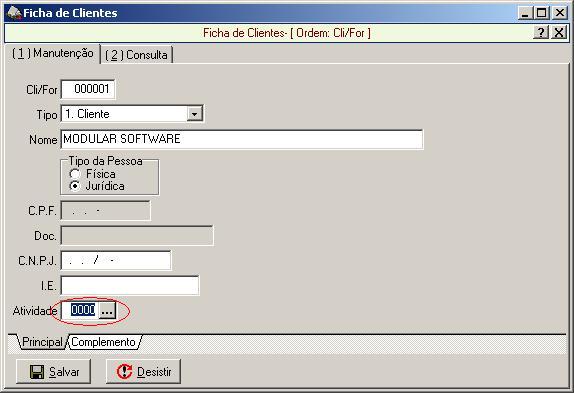 Ficha de Clientes
Ficha de Clientes- [ Ordem: Cli/For ]
? X
( 1 ) Manutenção ( 2 ) Consulta
Cli/For 000001
Tipo 1. Cliente
Nome MODULAR SOFTWARE
Tipo da Pessoa
Física
Jurídica
C.P.F. . . -
Doc.
C.N.P.J. . . / -
I.E.
Atividade 0000 ...
Principal Complemento
Salvar Desistir